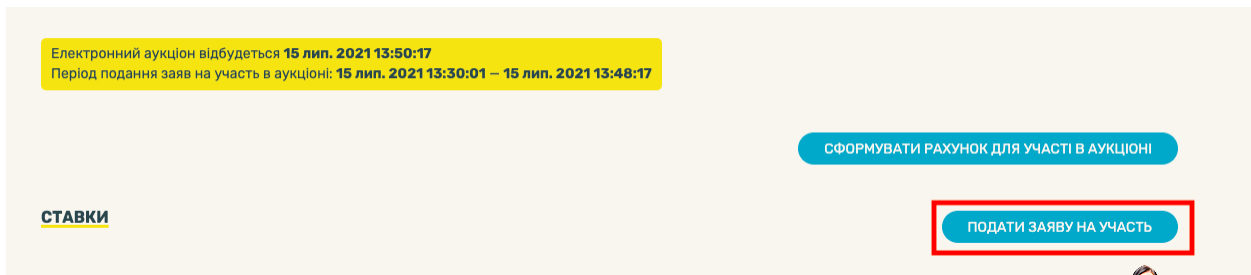 Електронний аукціон відбудеться 15 лип. 2021 13:50:17
Період подання заяв на участь в аукціоні: 15 лип. 2021 13:30:01 — 15 лип. 2021 13:48:17
СФОРМУВАТИ РАХУНОК ДЛЯ УЧАСТІ В АУКЦІОНІ
СТАВКИ
ПОДАТИ ЗАЯВУ НА УЧАСТЬ